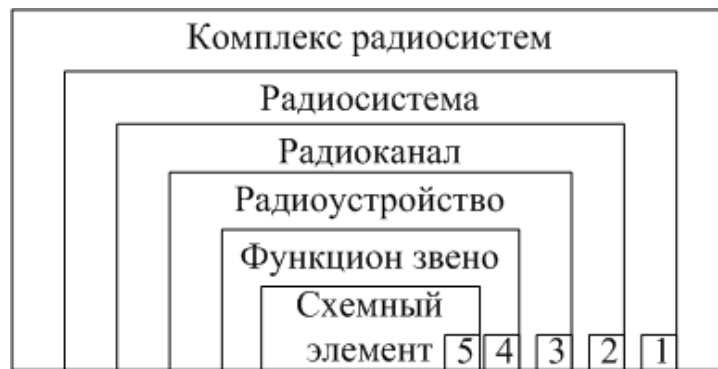 Комплекс радиосистем
Радиосистема
Радиоканал
Радиоустройство
Функцион звено
Схемный
элемент 5 4 3 2 1